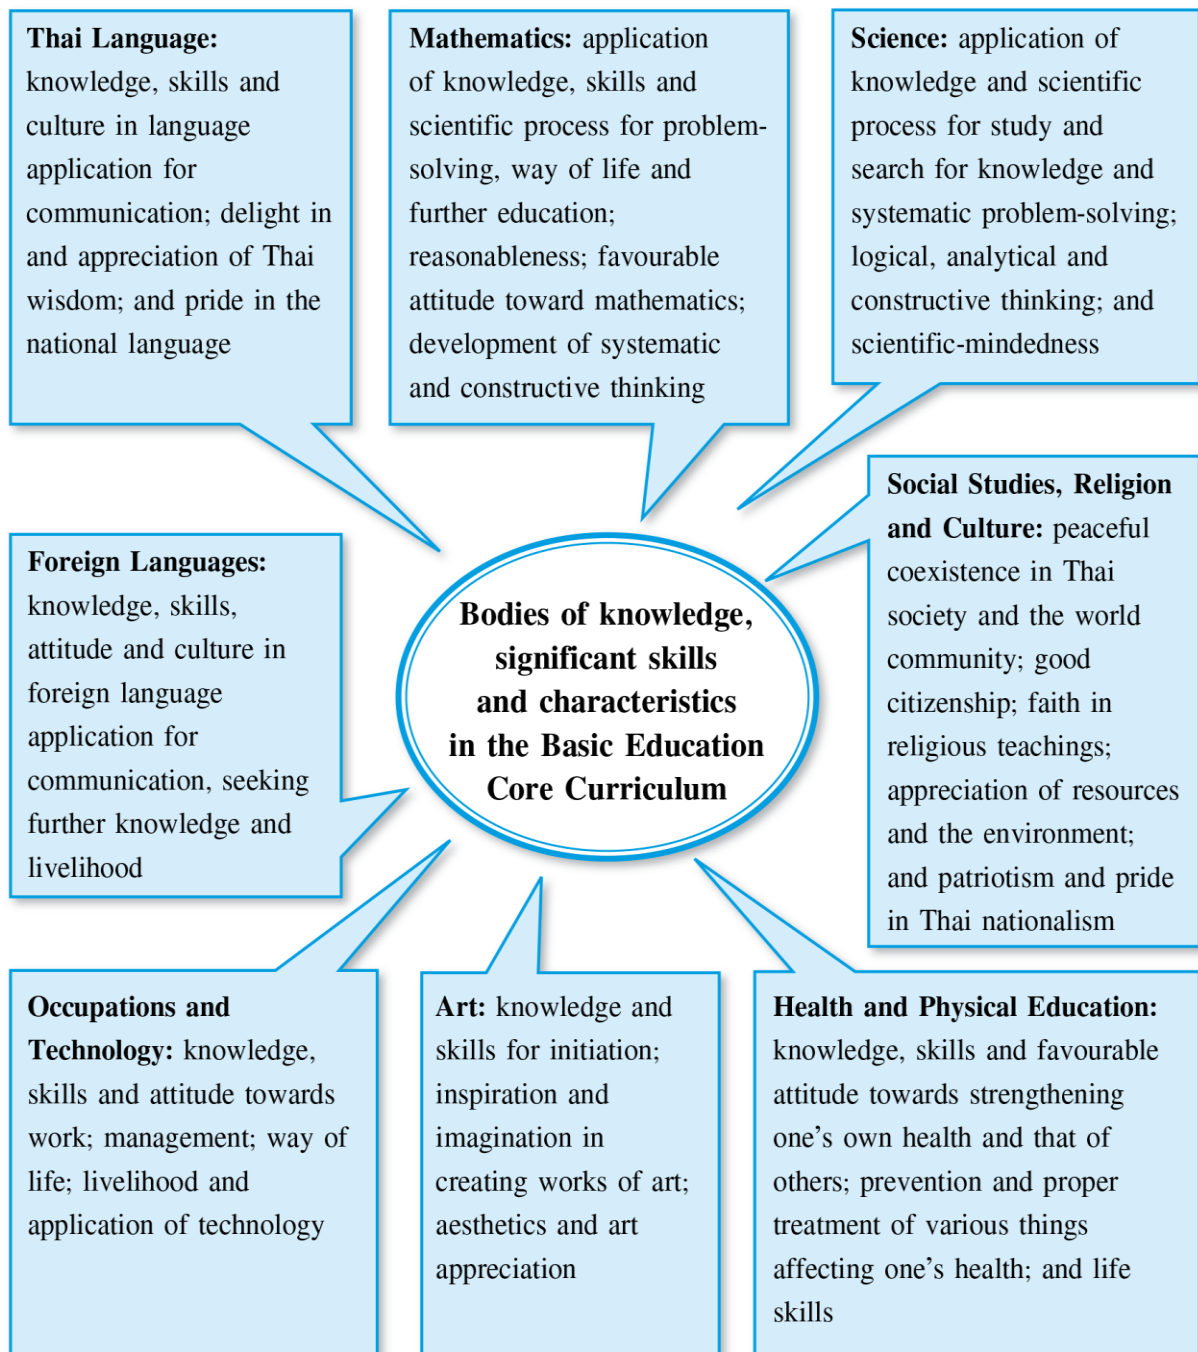 Thai Language:
knowledge, skills and
culture in language
application for
communication; delight in
and appreciation of Thai
wisdom; and pride in the
national language
Mathematics: application
of knowledge, skills and
scientific process for problem-
solving, way of life and
further education;
reasonableness; favourable
attitude toward mathematics;
development of systematic
and constructive thinking
Science: application of
knowledge and scientific
process for study and
search for knowledge and
systematic problem-solving;
logical, analytical and
constructive thinking; and
scientific-mindedness
Foreign Languages:
knowledge, skills,
attitude and culture in
foreign language
application for
communication, seeking
further knowledge and
livelihood
Bodies of knowledge,
significant skills
and characteristics
in the Basic Education
Core Curriculum
Social Studies, Religion
and Culture: peaceful
coexistence in Thai
society and the world
community; good
citizenship; faith in
religious teachings;
appreciation of resources
and the environment;
and patriotism and pride
in Thai nationalism
Occupations and
Technology: knowledge,
skills and attitude towards
work; management; way of
life; livelihood and
application of technology
Art: knowledge and
skills for initiation;
inspiration and
imagination in
creating works of art;
aesthetics and art
appreciation
Health and Physical Education:
knowledge, skills and favourable
attitude towards strengthening
one's own health and that of
others; prevention and proper
treatment of various things
affecting one's health; and life
skills